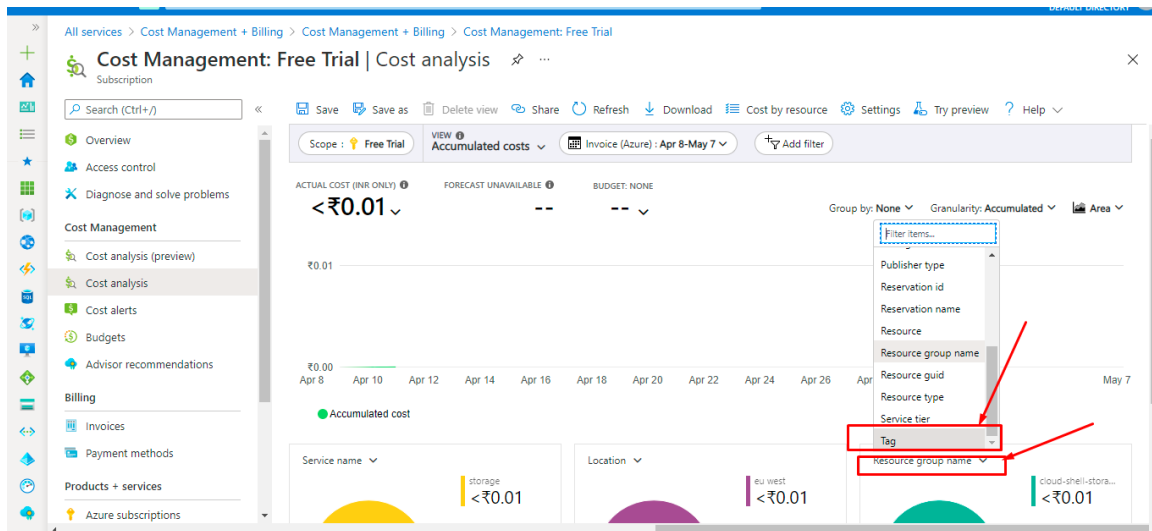 DEFAULT DIRECTORY
All services > Cost Management + Billing > Cost Management + Billing > Cost Management: Free Trial
Cost Management: Free Trial | Cost analysis ...
Subscription
Search (Ctrl+/)
Save Save as Delete view Share Refresh Download Cost by resource Settings Try preview Help
Overview
Access control
Diagnose and solve problems
Cost Management
Cost analysis (preview)
Cost analysis
Cost alerts
Budgets
Advisor recommendations
Billing
Invoices
Payment methods
Products + services
Azure subscriptions
Scope : Free Trial
VIEW
Accumulated costs
Invoice (Azure) : Apr 8-May 7
Add filter
ACTUAL COST (INR ONLY) FORECAST UNAVAILABLE BUDGET: NONE
<₹0.01 -- --
Group by: None Granularity: Accumulated Area
Filter items...
Publisher type
Reservation id
Reservation name
Resource
Resource group name
Resource guid
Resource type
Service tier
Tag
₹0.01
₹0.00
Apr 8 Apr 10 Apr 12 Apr 14 Apr 16 Apr 18 Apr 20 Apr 22 Apr 24 Apr 26 Apr May 7
Accumulated cost
Service name
storage
<₹0.01
Location
eu west
<₹0.01
Resource group name
cloud-shell-stora...
<₹0.01
SQL